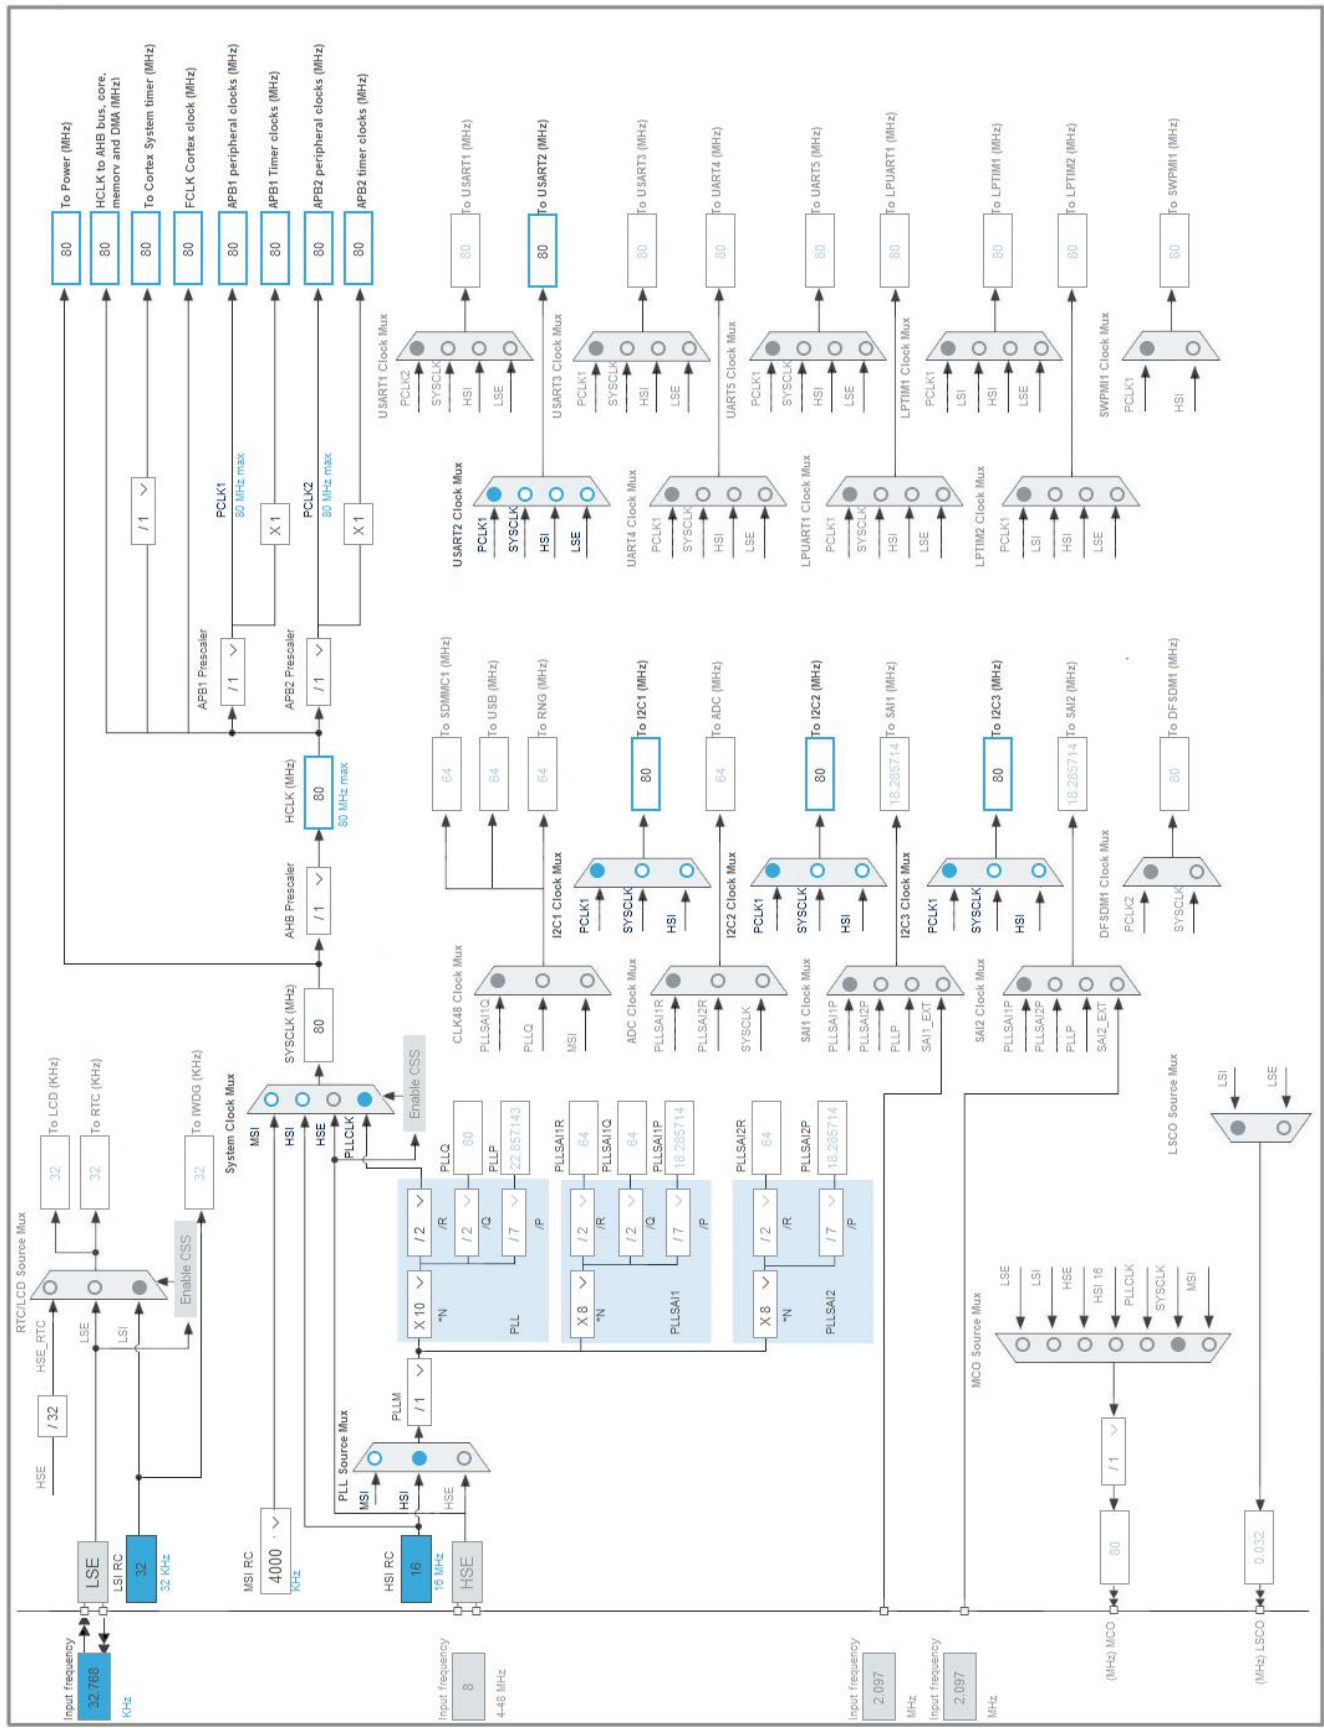 Input frequency
32.768
KHz
LSE
LSI RC
32
32 KHz
HSE
/ 32
HSE_RTC
LSE
LSI
RTC/LCD Source Mux
Enable CSS
32
To LCD (KHz)
32
To RTC (KHz)
32
To IWDG (KHz)
MSI RC
4000
KHz
HSI RC
16
16 MHz
Input frequency
8
4-48 MHz
HSE
PLL Source Mux
MSI
HSI
HSE
PLLM
/ 1
X 10
*N
PLL
/ 2
/R
/ 2
/Q
/ 7
/P
PLLQ
80
PLLP
22.857143
X 8
*N
PLLSAI1
/ 2
/R
/ 2
/Q
/ 7
/P
PLLSAI1R
64
PLLSAI1Q
64
PLLSAI1P
18.285714
X 8
*N
PLLSAI2
/ 2
/R
/ 7
/P
PLLSAI2R
64
PLLSAI2P
18.285714
System Clock Mux
MSI
HSI
HSE
PLLCLK
Enable CSS
SYSCLK (MHz)
80
AHB Prescaler
/ 1
HCLK (MHz)
80
80 MHz max
APB1 Prescaler
/ 1
APB2 Prescaler
/ 1
/ 1
PCLK1
80 MHz max
X 1
PCLK2
80 MHz max
X 1
80
To Power (MHz)
80
HCLK to AHB bus, core,
memory and DMA (MHz)
80
To Cortex System timer (MHz)
80
FCLK Cortex clock (MHz)
80
APB1 peripheral clocks (MHz)
80
APB1 Timer clocks (MHz)
80
APB2 peripheral clocks (MHz)
80
APB2 timer clocks (MHz)
CLK48 Clock Mux
PLLSAI1Q
PLLQ
MSI
64
To SDMMC1 (MHz)
64
To USB (MHz)
64
To RNG (MHz)
I2C1 Clock Mux
PCLK1
SYSCLK
HSI
80
To I2C1 (MHz)
ADC Clock Mux
PLLSAI1R
PLLSAI2R
SYSCLK
64
To ADC (MHz)
I2C2 Clock Mux
PCLK1
SYSCLK
HSI
80
To I2C2 (MHz)
SAI1 Clock Mux
PLLSAI1P
PLLSAI2P
PLLP
SAI1_EXT
18.285714
To SAI1 (MHz)
I2C3 Clock Mux
PCLK1
SYSCLK
HSI
80
To I2C3 (MHz)
SAI2 Clock Mux
PLLSAI1P
PLLSAI2P
PLLP
SAI2_EXT
18.285714
To SAI2 (MHz)
DFSDM1 Clock Mux
PCLK2
SYSCLK
80
To DFSDM1 (MHz)
USART1 Clock Mux
PCLK2
SYSCLK
HSI
LSE
80
To USART1 (MHz)
USART2 Clock Mux
PCLK1
SYSCLK
HSI
LSE
80
To USART2 (MHz)
USART3 Clock Mux
PCLK1
SYSCLK
HSI
LSE
80
To USART3 (MHz)
UART4 Clock Mux
PCLK1
SYSCLK
HSI
LSE
80
To UART4 (MHz)
UART5 Clock Mux
PCLK1
SYSCLK
HSI
LSE
80
To UART5 (MHz)
LPUART1 Clock Mux
PCLK1
SYSCLK
HSI
LSE
80
To LPUART1 (MHz)
LPTIM1 Clock Mux
PCLK1
LSI
HSI
LSE
80
To LPTIM1 (MHz)
LPTIM2 Clock Mux
PCLK1
LSI
HSI
LSE
80
To LPTIM2 (MHz)
SWPMI1 Clock Mux
PCLK1
HSI
80
To SWPMI1 (MHz)
Input frequency
2.097
MHz
Input frequency
2.097
MHz
MCO Source Mux
LSE
LSI
HSE
HSI 16
PLLCLK
SYSCLK
MSI
/ 1
80
(MHz) MCO
LSCO Source Mux
LSI
LSE
0.032
(MHz) LSCO